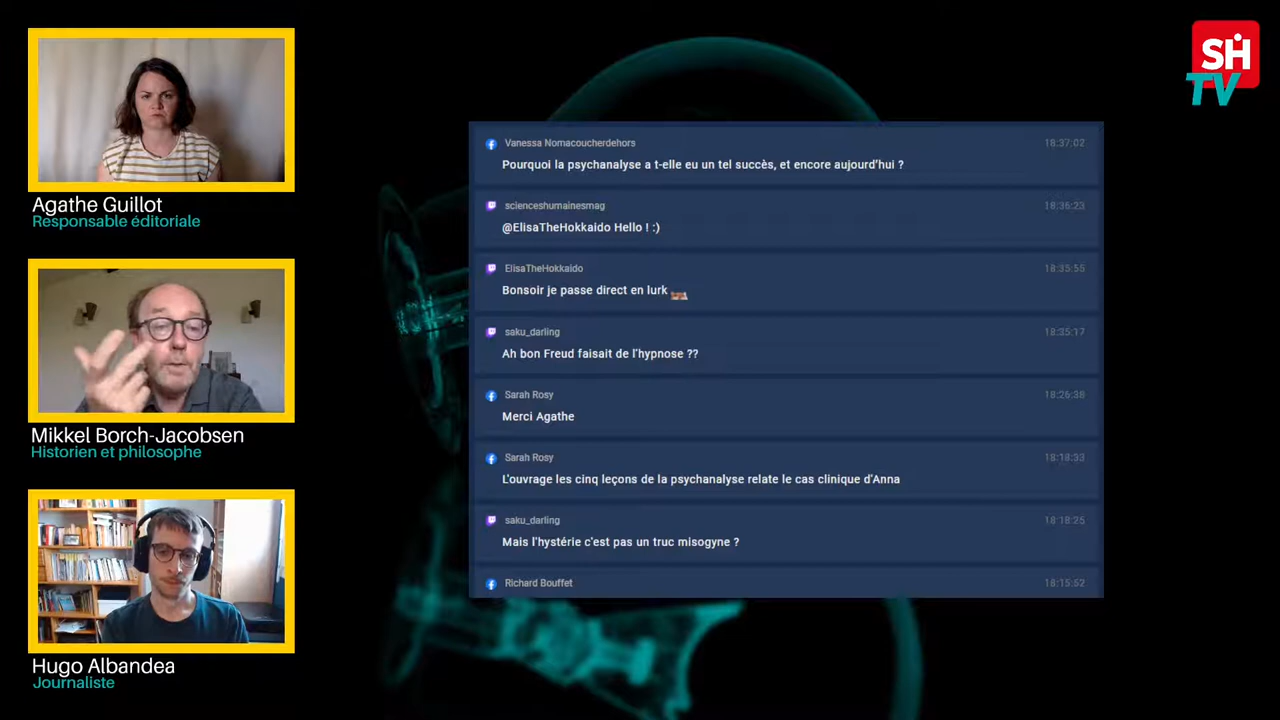 SH
TV
Agathe Guillot
Responsable éditoriale
Mikkel Borch-Jacobsen
Historien et philosophe
Hugo Albandea
Journaliste
Vanessa Nomacoucherdehors 18:37:02
Pourquoi la psychanalyse a t-elle eu un tel succès, et encore aujourd'hui ?
scienceshumainesmag 18:36:23
@ElisaTheHokkaido Hello ! :)
ElisaTheHokkaido 18:35:55
Bonsoir je passe direct en lurk
saku_darling 18:35:17
Ah bon Freud faisait de l'hypnose ??
Sarah Rosy 18:26:38
Merci Agathe
Sarah Rosy 18:18:33
L'ouvrage les cinq leçons de la psychanalyse relate le cas clinique d'Anna
saku_darling 18:18:25
Mais l'hystérie c'est pas un truc misogyne ?
Richard Bouffet 18:15:52